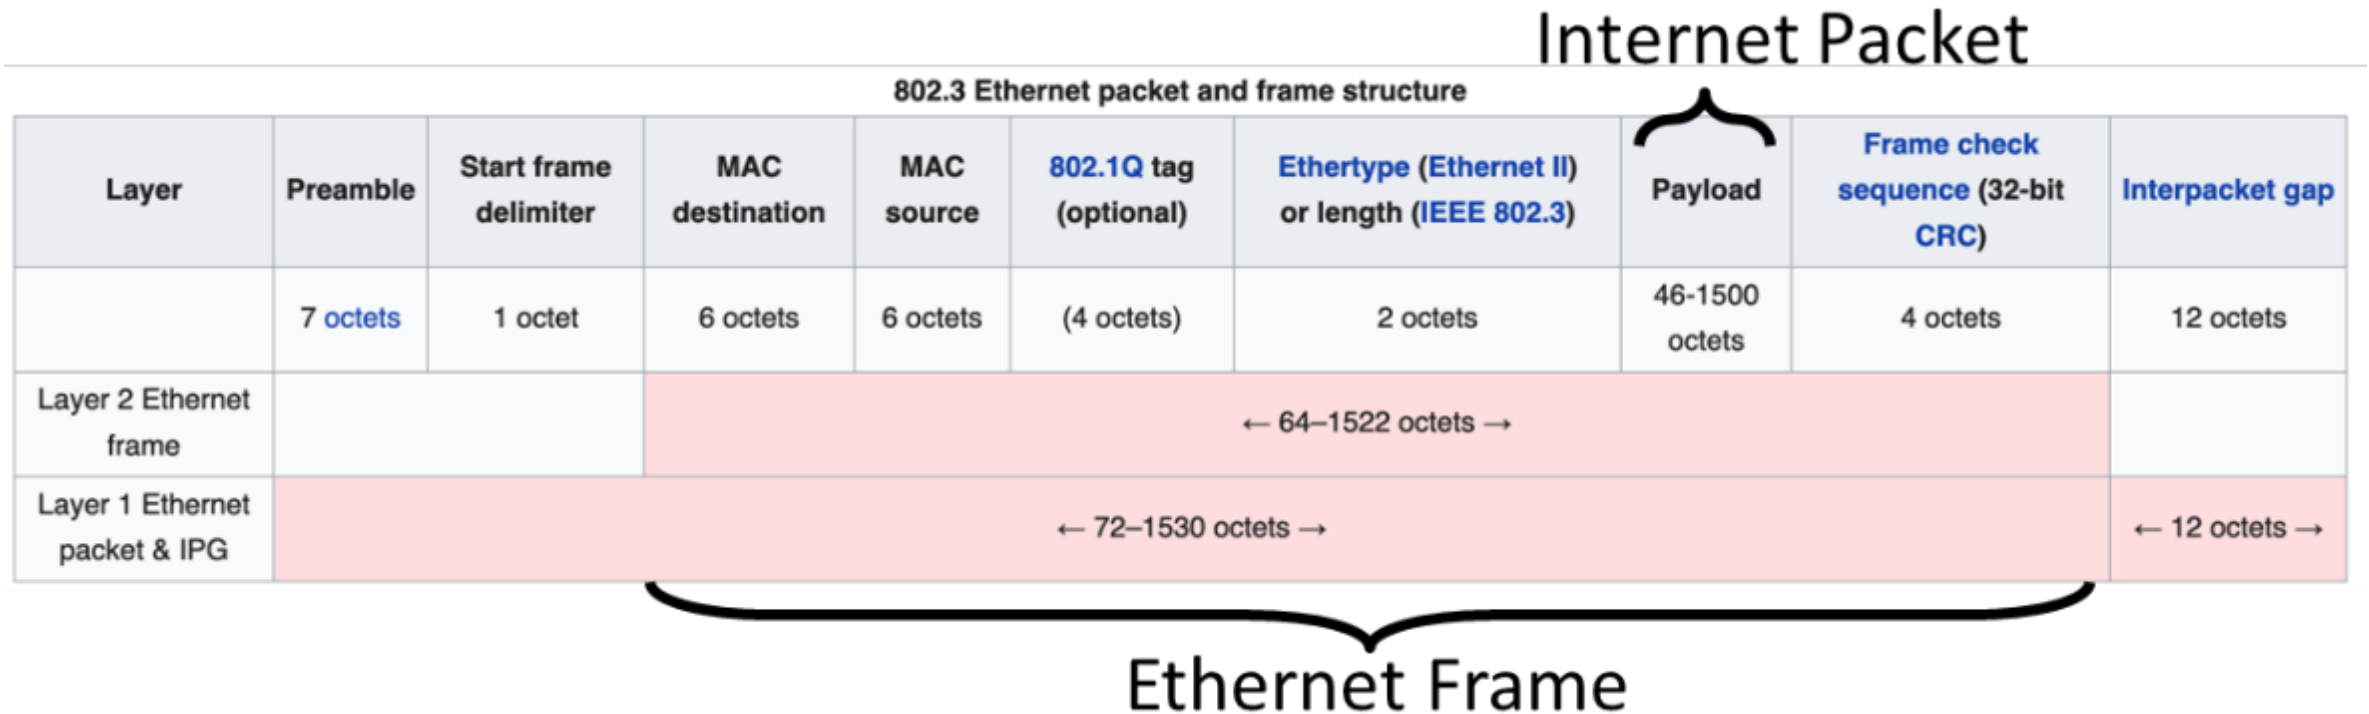 Internet Packet
802.3 Ethernet packet and frame structure
Layer
Preamble
Start frame
delimiter
MAC
destination
MAC
source
802.1Q tag
(optional)
Ethertype (Ethernet II)
or length (IEEE 802.3)
Payload
Frame check
sequence (32-bit
CRC)
Interpacket gap
7 octets
1 octet
6 octets
6 octets
(4 octets)
2 octets
46-1500
octets
4 octets
12 octets
Layer 2 Ethernet
frame
← 64–1522 octets →
Layer 1 Ethernet
packet & IPG
← 72–1530 octets →
← 12 octets →
Ethernet Frame